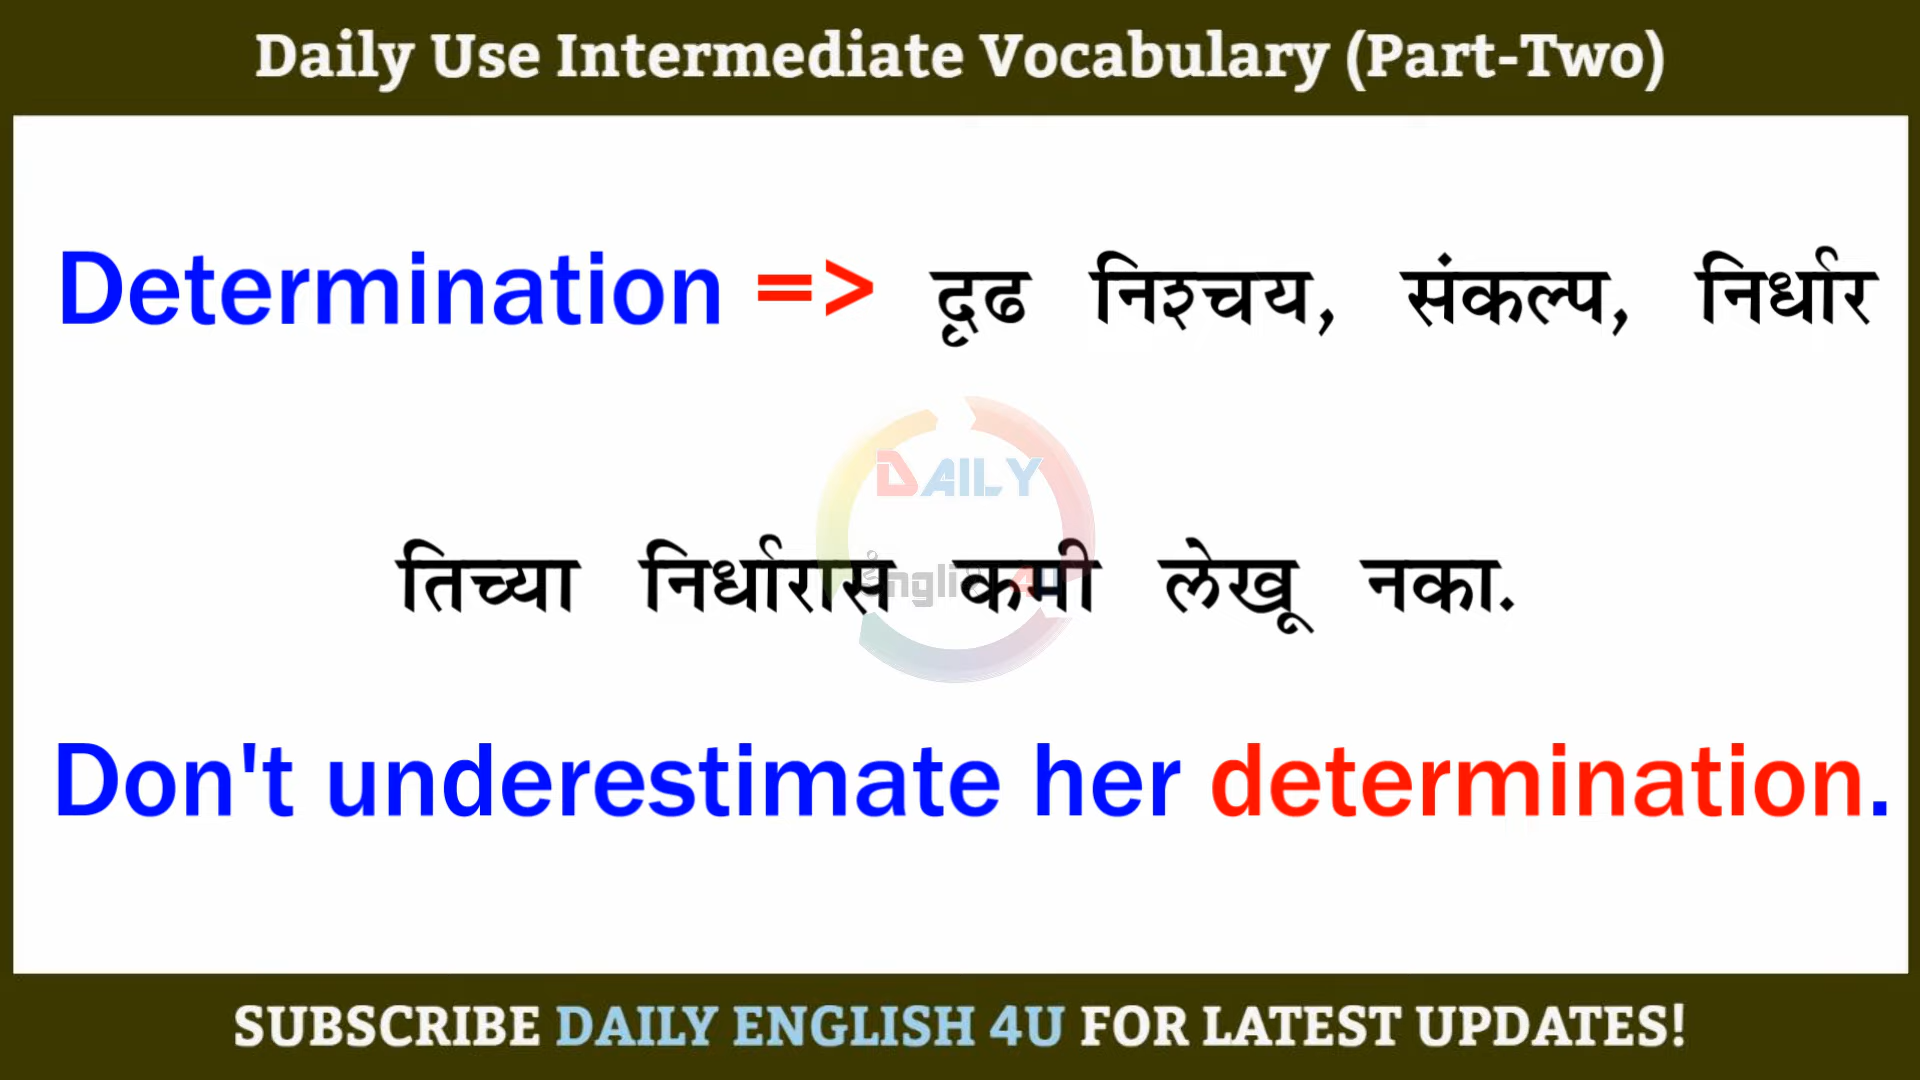 Daily Use Intermediate Vocabulary (Part-Two)
Determination => दृढ निश्चय, संकल्प, निर्धार
DAILY
तिच्या निर्धारास कमी लेखू नका.
Don't underestimate her determination.
SUBSCRIBE DAILY ENGLISH 4U FOR LATEST UPDATES!